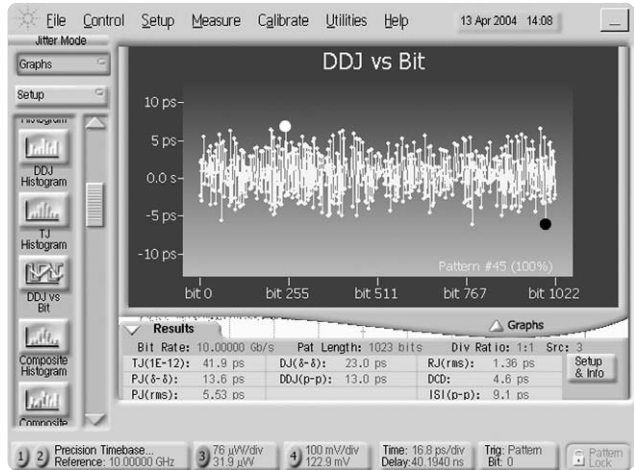 File Control Setup Measure Calibrate Utilities Help 13 Apr 2004 14:08
Jitter Mode
Graphs
Setup
Histogram
DDJ
Histogram
TJ
Histogram
DDJ vs
Bit
Composite
Histogram
Composite
DDJ vs Bit
10 ps
5 ps
0.0 s
-5 ps
-10 ps
Pattern #45 (100%)
bit 0 bit 255 bit 511 bit 767 bit 1022
Results Graphs
Bit Rate: 10.00000 Gb/s Pat Length: 1023 bits Div Ratio: 1:1 Src: 3
TJ(1E-12): 41.9 ps DJ(δ-δ): 23.0 ps RJ(rms): 1.36 ps
PJ(δ-δ): 13.6 ps DDJ(p-p): 13.0 ps DCD: 4.6 ps
PJ(rms): 5.53 ps ISI(p-p): 9.1 ps
Setup
& Info
1 2 Precision Timebase...
Reference: 10.00000 GHz
3 76 µW/div
31.9 µW
4 100 mV/div
122.9 mV
Time: 16.8 ps/div
Delay:40.1940 ns
Trig: Pattern
Bit: 0
Pattern
Lock